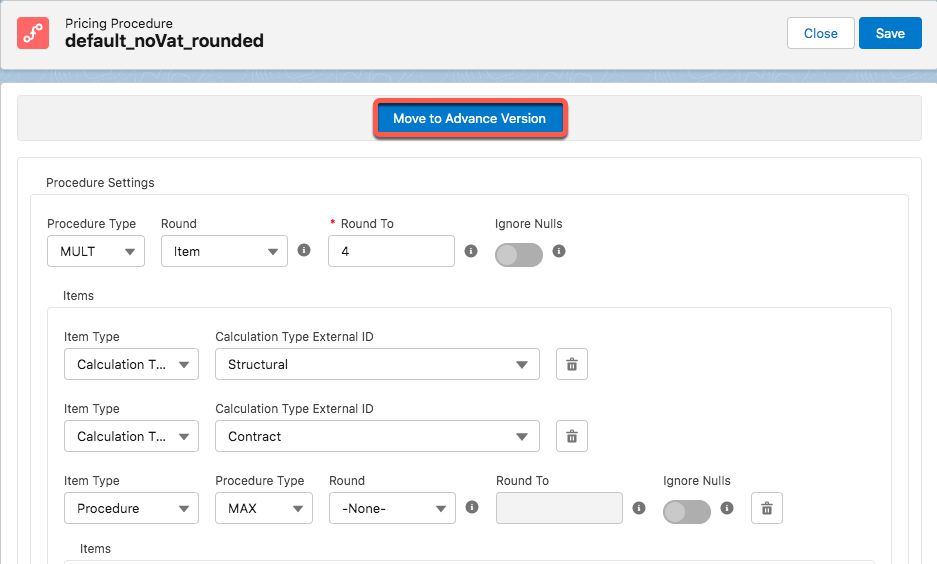 Pricing Procedure
default_noVat_rounded
Close Save
Move to Advance Version
Procedure Settings
Procedure Type Round * Round To Ignore Nulls
MULT Item 4
Items
Item Type Calculation Type External ID
Calculation T... Structural
Item Type Calculation Type External ID
Calculation T... Contract
Item Type Procedure Type Round Round To Ignore Nulls
Procedure MAX -None-
Items